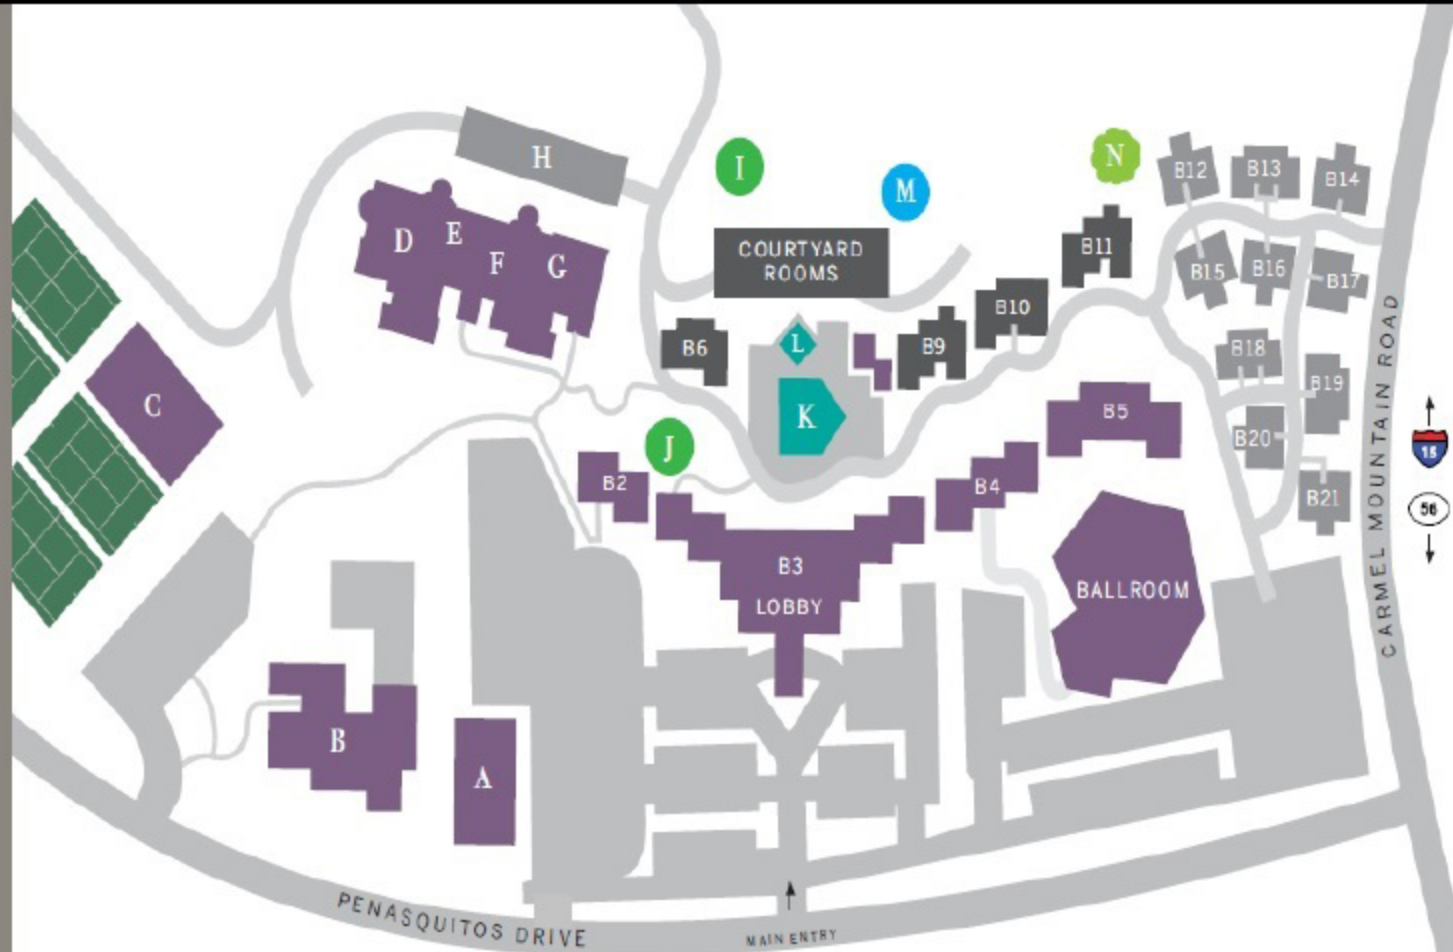 H
I
M
N
B12
B13
B14
D
E
F
G
COURTYARD
ROOMS
B11
B15
B16
B17
B10
B6
L
B9
B18
B19
C
K
B5
B20
J
B2
B4
B21
15
56
CARMEL MOUNTAIN ROAD
B3
LOBBY
BALLROOM
B
A
PENASQUITOS DRIVE
MAIN ENTRY